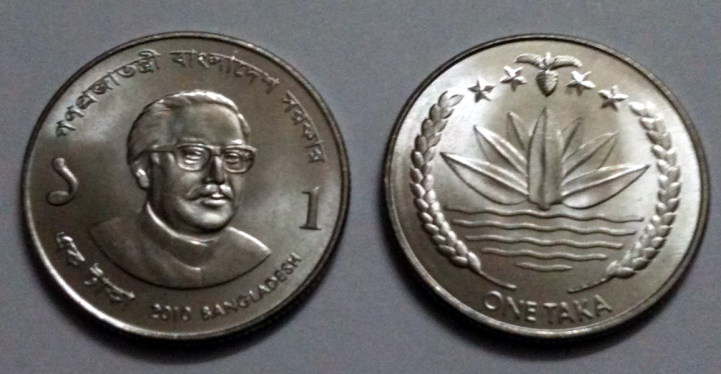 গণপ্রজাতন্ত্রী বাংলাদেশ সরকার
১
1
এক টাকা
2010 BANGLADESH
ONE TAKA